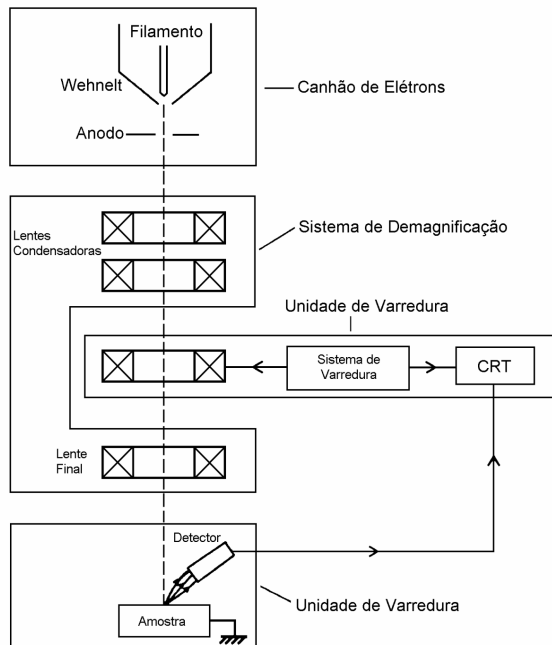 Filamento
Wehnelt
Canhão de Elétrons
Anodo
Lentes
Condensadoras
Sistema de Demagnificação
Unidade de Varredura
Sistema de
Varredura
CRT
Lente
Final
Detector
Amostra
Unidade de Varredura